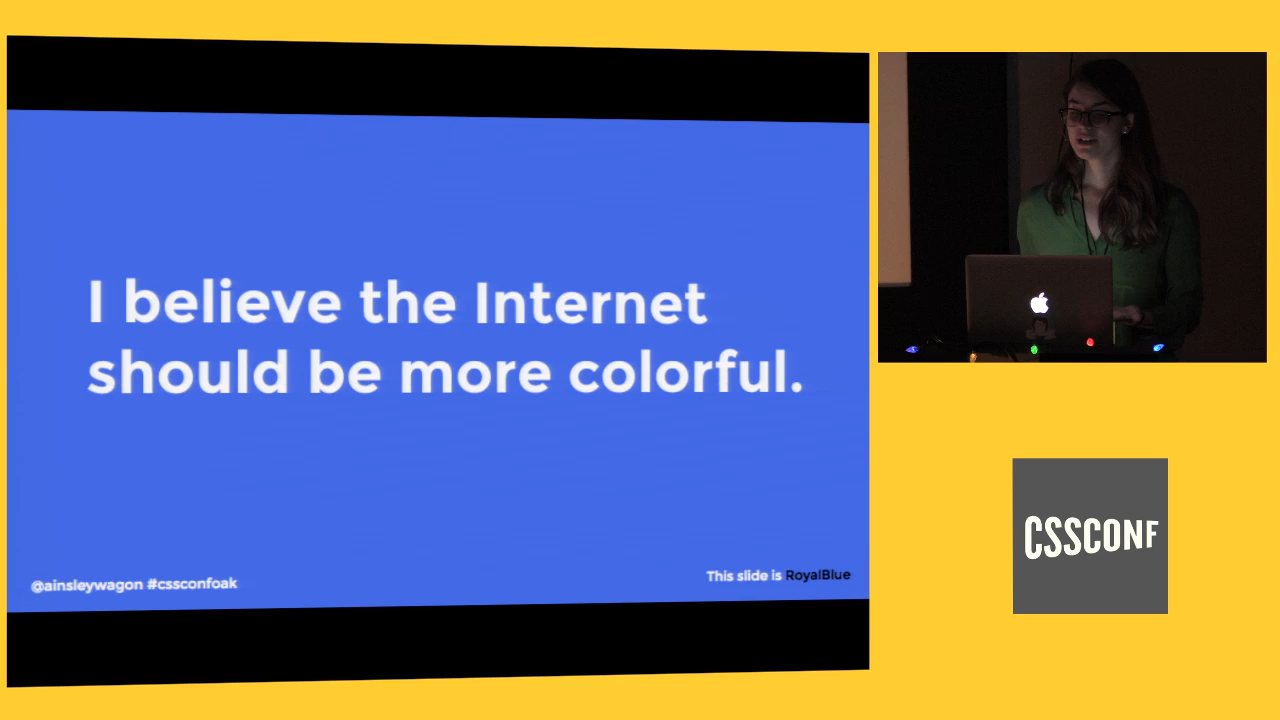 I believe the Internet
should be more colorful.
@ainsleywagon #cssconfoak
This slide is RoyalBlue
CSSCONF